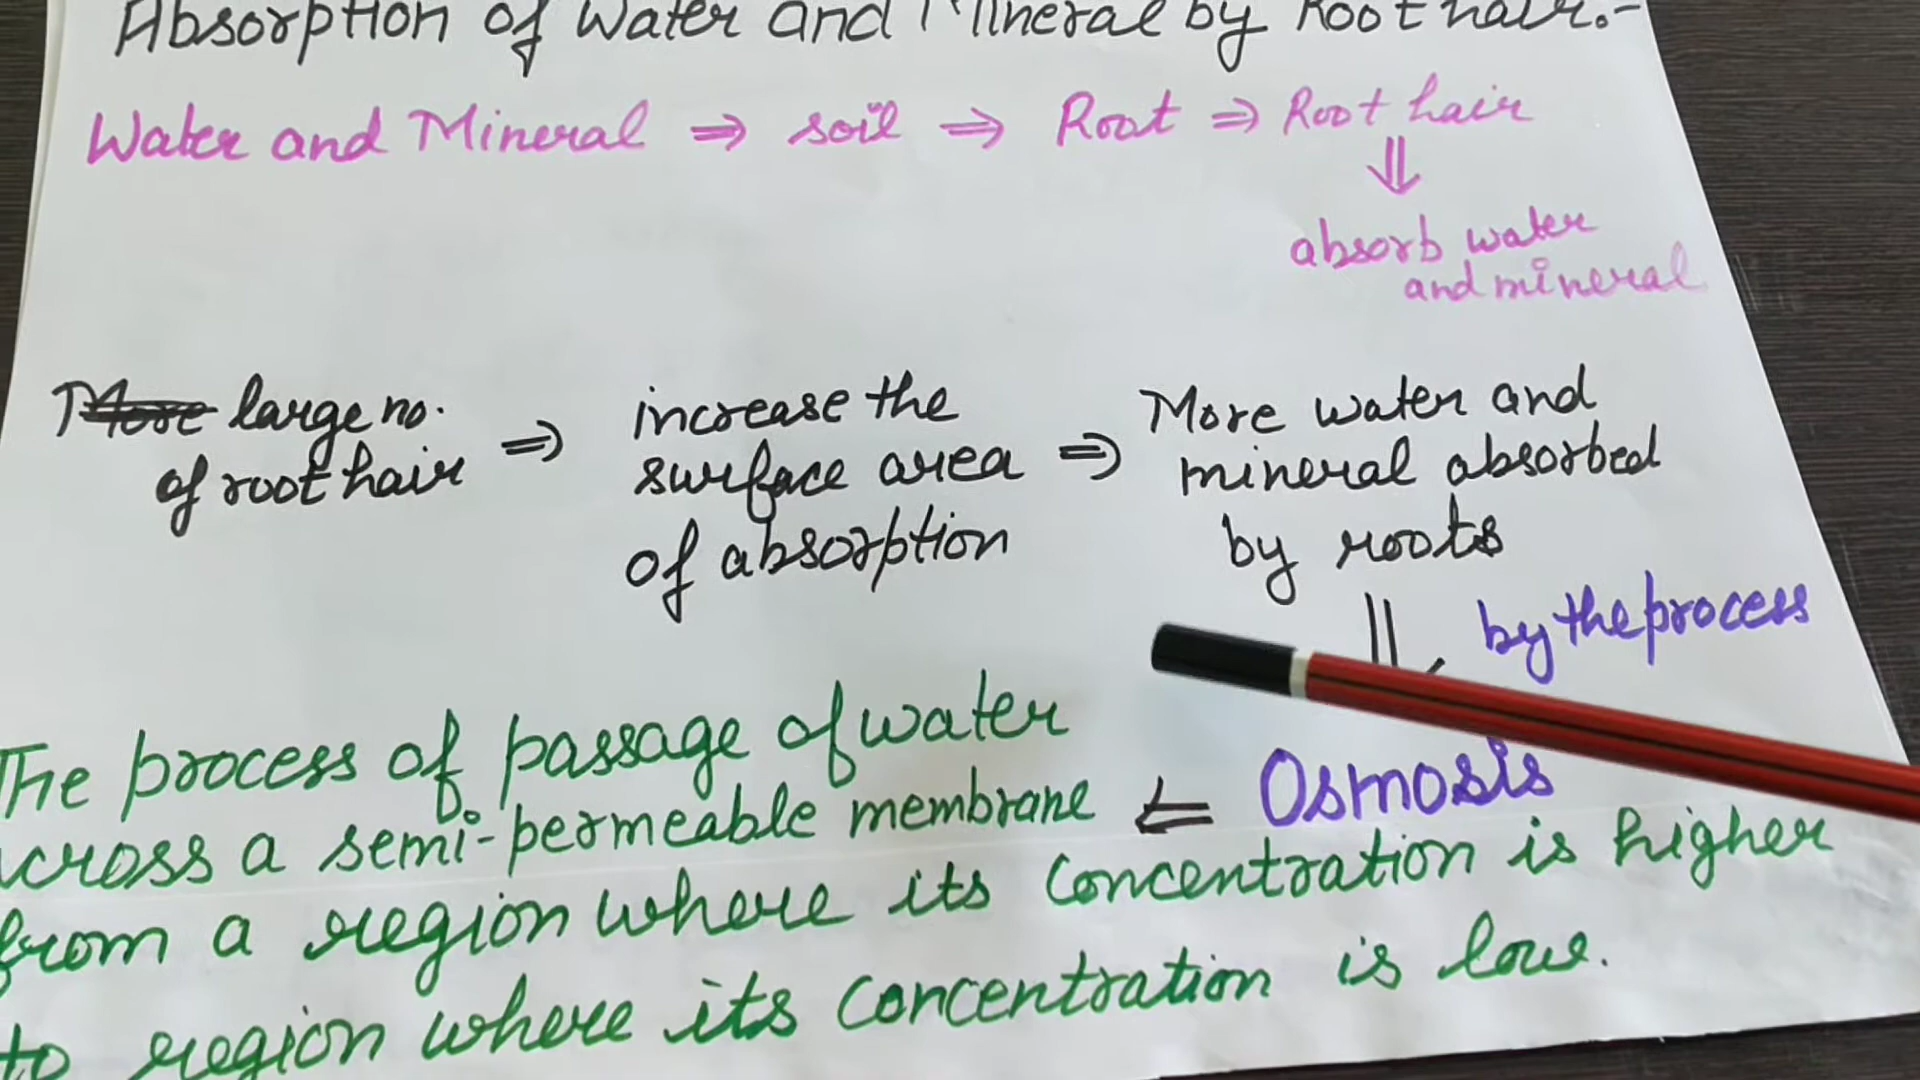 Absorption of Water and Mineral by Root hair.-
Water and Mineral ⇒ soil ⇒ Root ⇒ Root hair
⇓
absorb water
and mineral
More large no.
of root hair ⇒
increase the
surface area
of absorption ⇒
More water and
mineral absorbed
by roots
by the process
Osmosis
⇐
The process of passage of water
across a semi-permeable membrane
from a region where its concentration is higher
to region where its concentration is low.